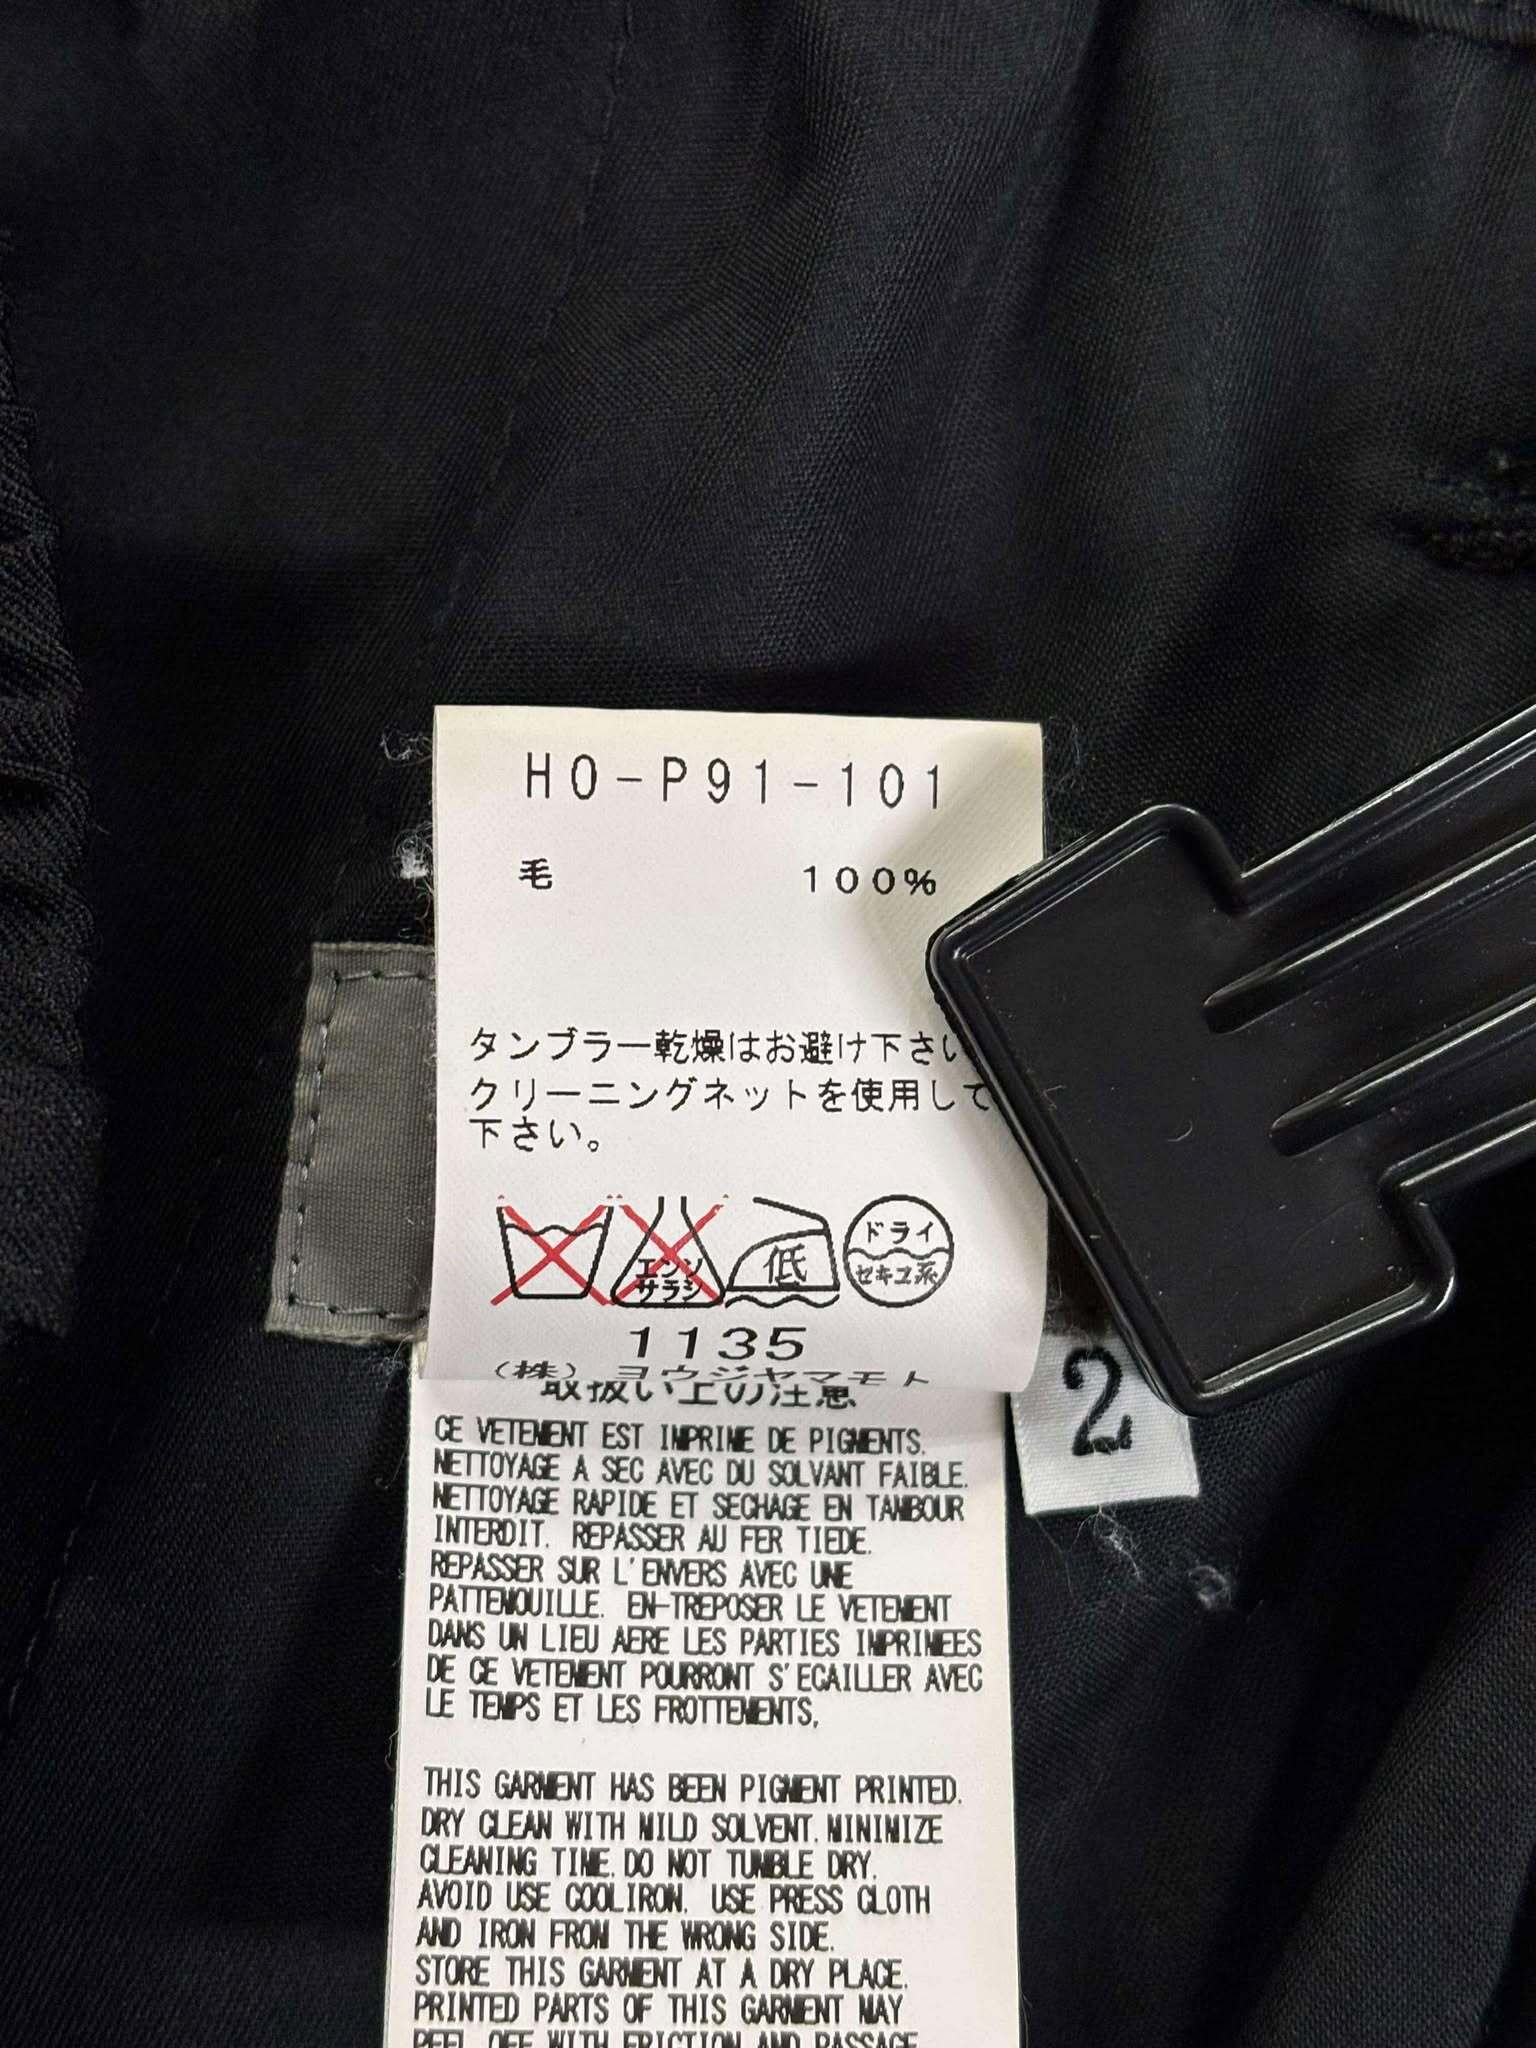 HO-P91-101
毛 100%
タンブラー乾燥はお避け下さい
クリーニングネットを使用して
下さい。
エンソ
サラシ
低
ドライ
セキユ系
1135
(株)ヨウジヤマモト
取扱い上の注意
2
CE VETEMENT EST IMPRIME DE PIGMENTS.
NETTOYAGE A SEC AVEC DU SOLVANT FAIBLE.
NETTOYAGE RAPIDE ET SECHAGE EN TAMBOUR
INTERDIT. REPASSER AU FER TIEDE.
REPASSER SUR L'ENVERS AVEC UNE
PATTEMOUILLE. EN-TREPOSER LE VETEMENT
DANS UN LIEU AERE LES PARTIES IMPRIMEES
DE CE VETEMENT POURRONT S'ECAILLER AVEC
LE TEMPS ET LES FROTTEMENTS,
THIS GARMENT HAS BEEN PIGMENT PRINTED.
DRY CLEAN WITH MILD SOLVENT. MINIMIZE
CLEANING TIME. DO NOT TUMBLE DRY.
AVOID USE COOLIRON. USE PRESS CLOTH
AND IRON FROM THE WRONG SIDE.
STORE THIS GARMENT AT A DRY PLACE.
PRINTED PARTS OF THIS GARMENT MAY
PEEL OFF WITH FRICTION AND PASSAGE